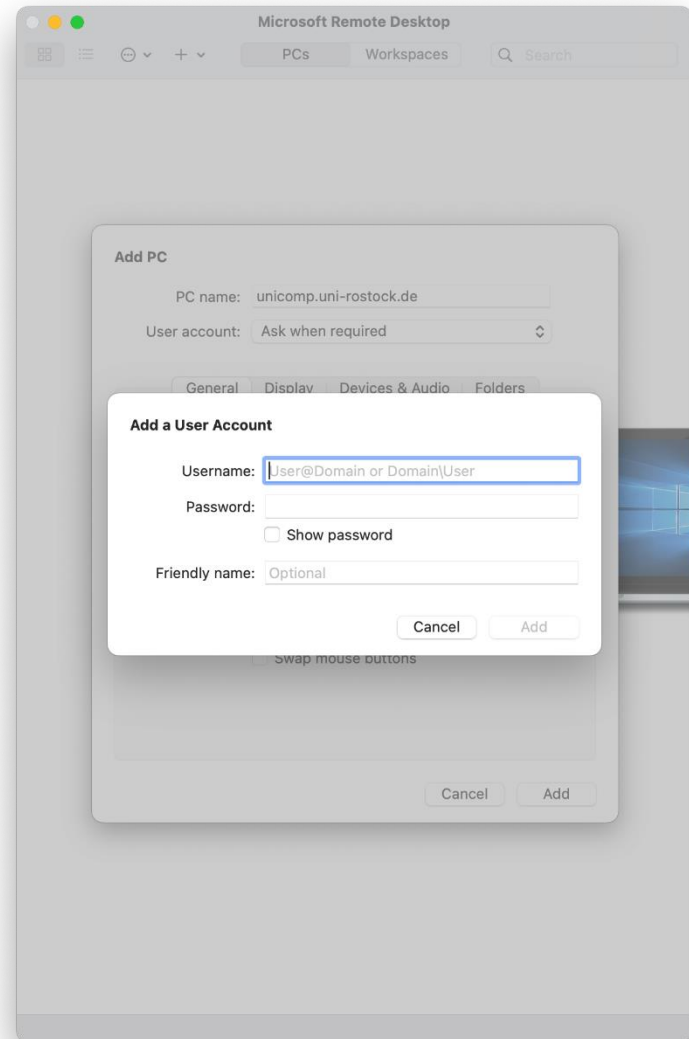 Microsoft Remote Desktop
PCs Workspaces Search
Add PC
PC name: unicomp.uni-rostock.de
User account: Ask when required
General Display Devices & Audio Folders
Add a User Account
Username: User@Domain or Domain\User
Password:
Show password
Friendly name: Optional
Cancel Add
Swap mouse buttons
Cancel Add